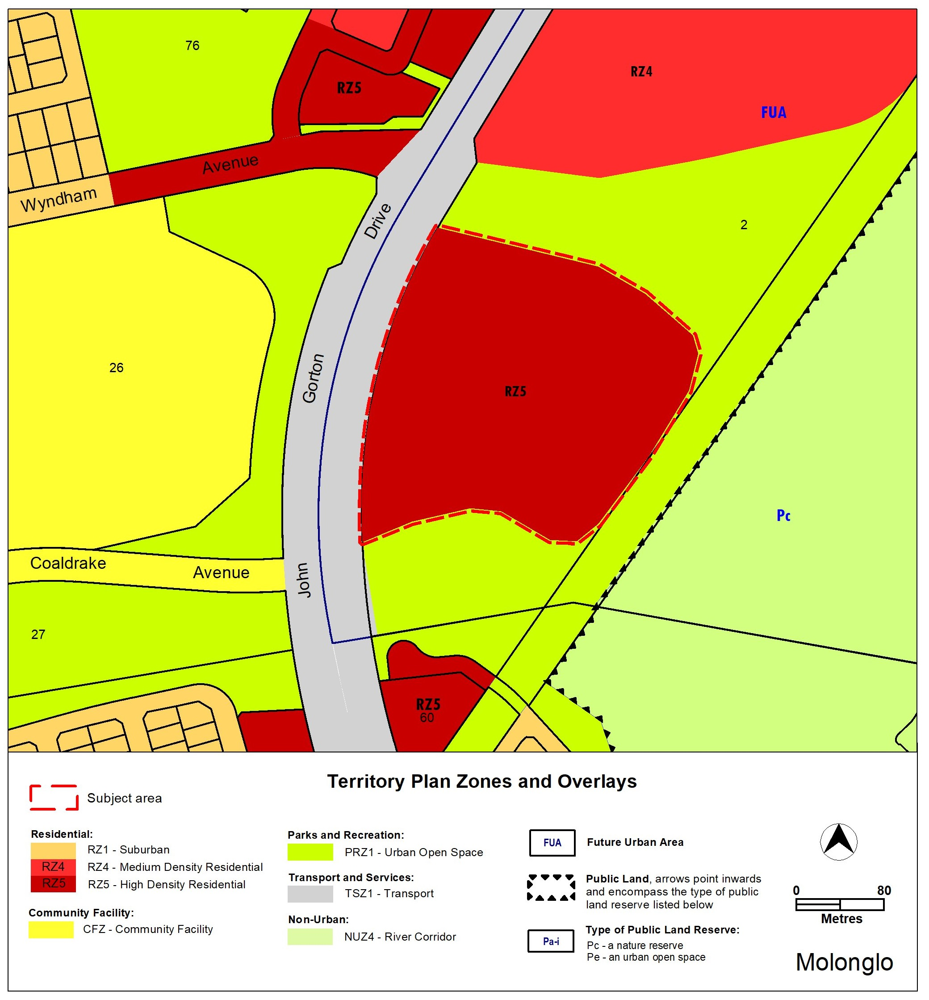 76
RZ5
RZ4
FUA
Avenue
Wyndham
Drive
2
26
Gorton
RZ5
Pc
Coaldrake
Avenue
John
27
RZ5
60
Territory Plan Zones and Overlays
Subject area
Residential:
RZ1 - Suburban
RZ4
RZ4 - Medium Density Residential
RZ5
RZ5 - High Density Residential
Community Facility:
CFZ - Community Facility
Parks and Recreation:
PRZ1 - Urban Open Space
Transport and Services:
TSZ1 - Transport
Non-Urban:
NUZ4 - River Corridor
FUA
Future Urban Area
Public Land, arrows point inwards
and encompass the type of public
land reserve listed below
Pa-i
Type of Public Land Reserve:
Pc - a nature reserve
Pe - an urban open space
0 80
Metres
Molonglo